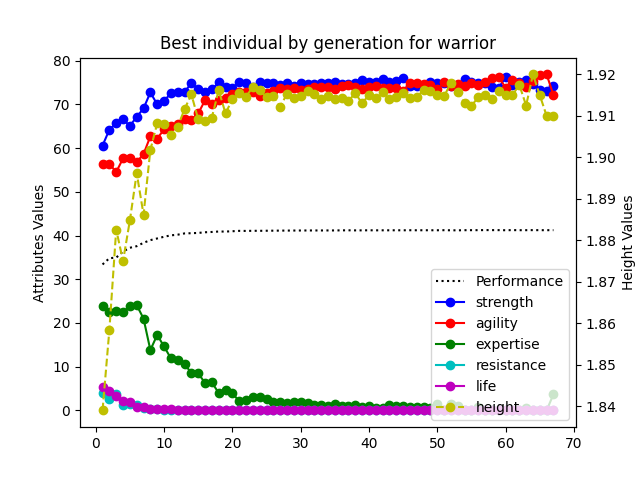 Best individual by generation for warrior
80
70
60
50
40
30
20
10
0
Attributes Values
0
10
20
30
40
50
60
70
1.92
1.91
1.90
1.89
1.88
1.87
1.86
1.85
1.84
Height Values
Performance
strength
agility
expertise
resistance
life
height